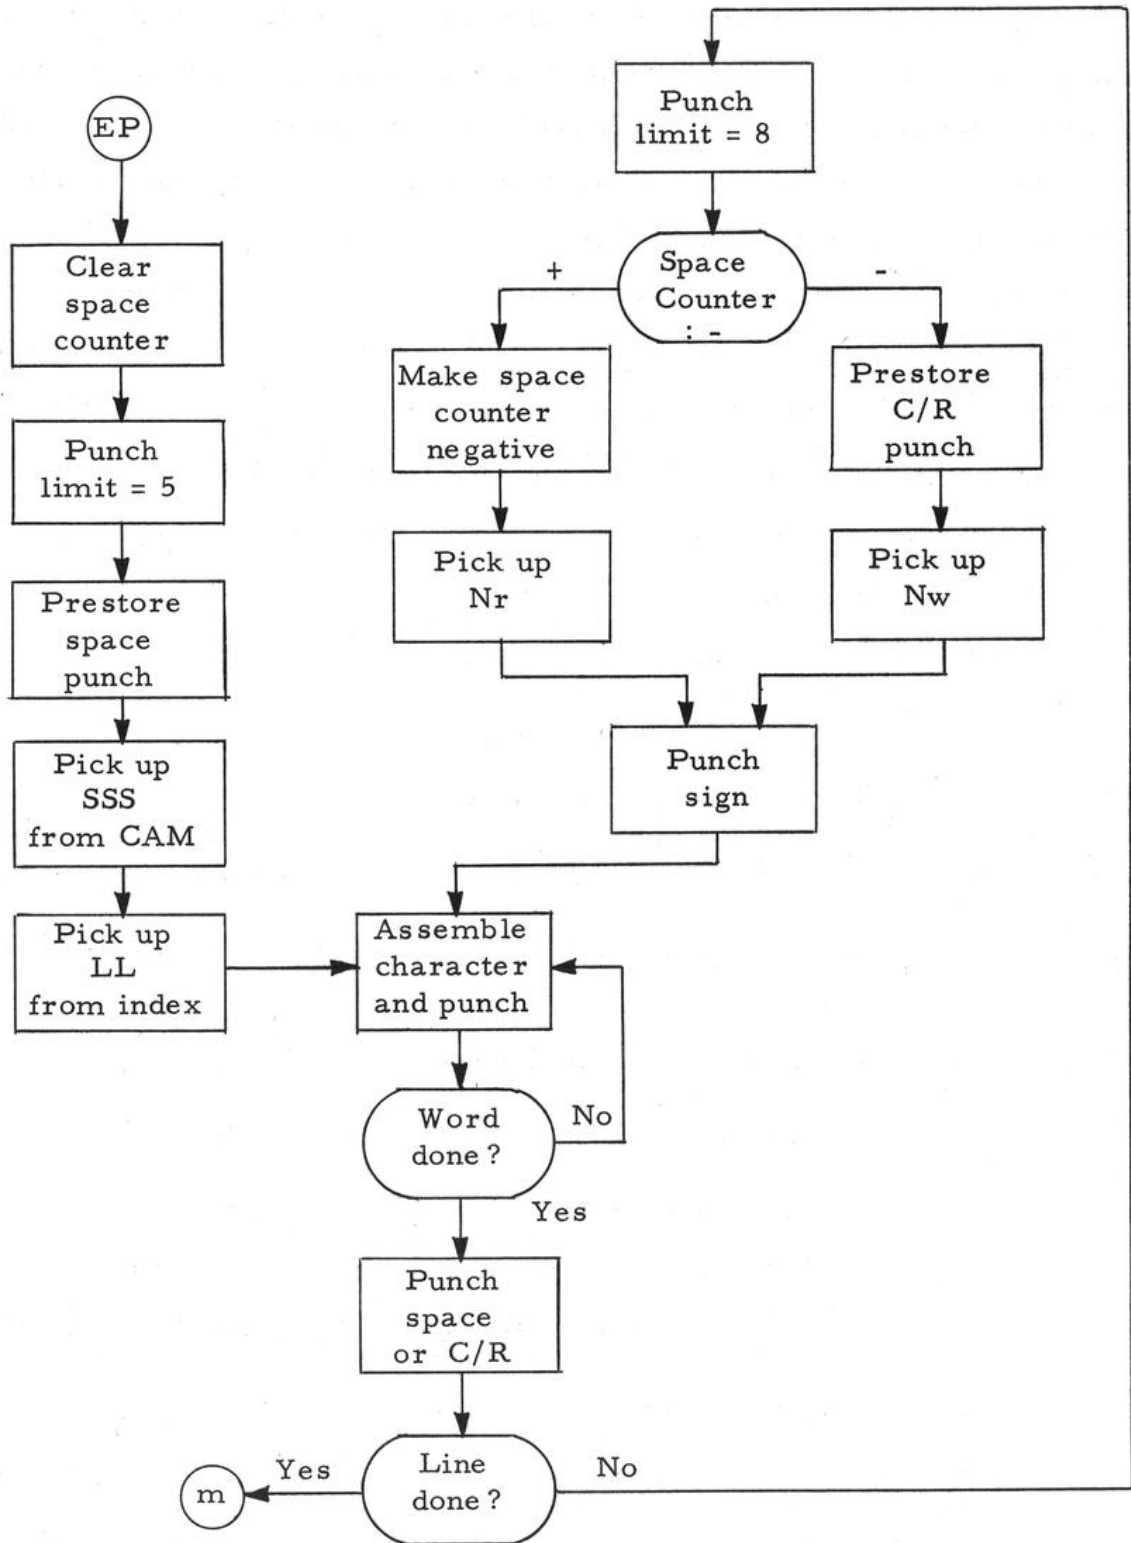 EP
Clear
space
counter
Punch
limit = 5
Prestore
space
punch
Pick up
SSS
from CAM
Pick up
LL
from index
Punch
limit = 8
Space
Counter
: -
+
-
Make space
counter
negative
Prestore
C/R
punch
Pick up
Nr
Pick up
Nw
Punch
sign
Assemble
character
and punch
Word
done ?
No
Yes
Punch
space
or C/R
Line
done ?
Yes
No
m